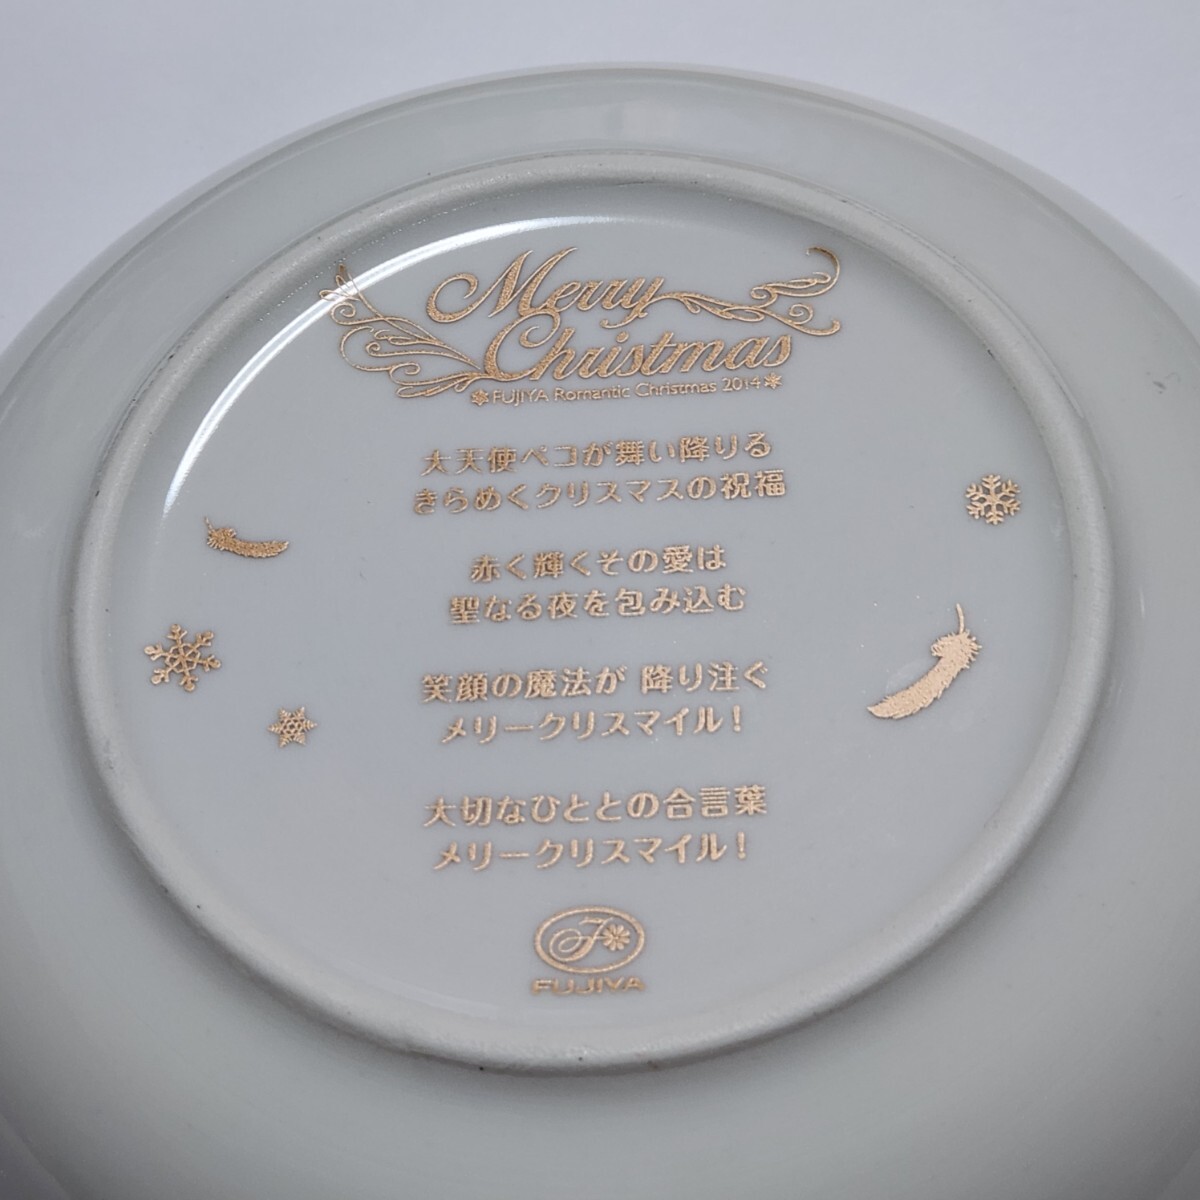 Merry
Christmas
FUJIYA Romantic Christmas 2014
大天使ペコが舞い降りる
きらめくクリスマスの祝福
赤く輝くその愛は
聖なる夜を包み込む
笑顔の魔法が 降り注ぐ
メリークリスマイル!
大切なひととの合言葉
メリークリスマイル!
F
FUJIYA